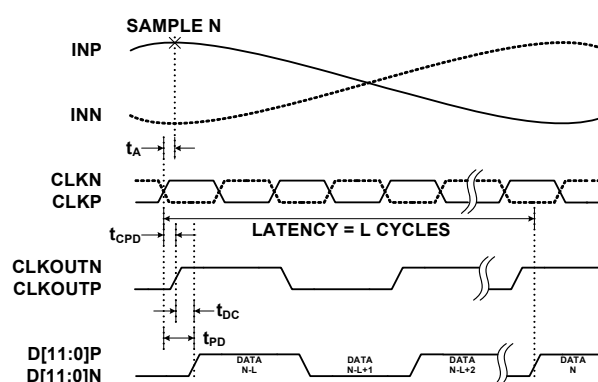 SAMPLE N
INP
INN
tA
CLKN
CLKP
LATENCY = L CYCLES
tCPD
CLKOUTN
CLKOUTP
tDC
tPD
D[11:0]P
D[11:0]N
DATA
N-L
DATA
N-L+1
DATA
N-L+2
DATA
N